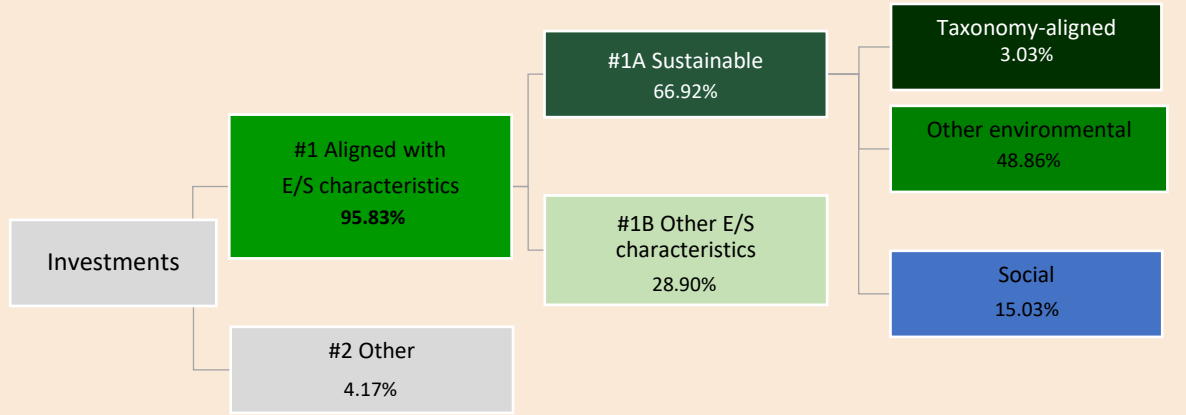 Investments
#1 Aligned with
E/S characteristics
95.83%
#2 Other
4.17%
#1A Sustainable
66.92%
#1B Other E/S
characteristics
28.90%
Taxonomy-aligned
3.03%
Other environmental
48.86%
Social
15.03%